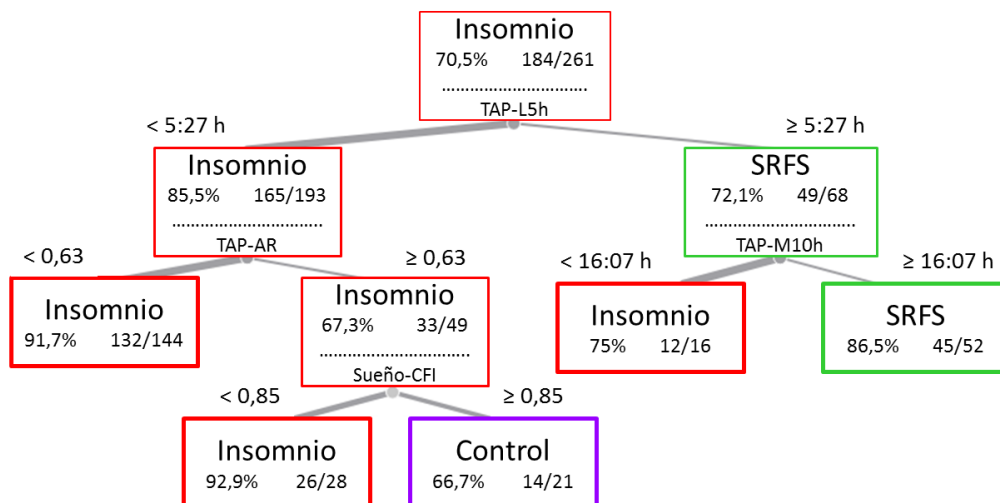 Insomnio
70,5% 184/261
................................
TAP-L5h
< 5:27 h
≥ 5:27 h
Insomnio
85,5% 165/193
................................
TAP-AR
SRFS
72,1% 49/68
................................
TAP-M10h
< 0,63
≥ 0,63
< 16:07 h
≥ 16:07 h
Insomnio
91,7% 132/144
Insomnio
67,3% 33/49
................................
Sueño-CFI
Insomnio
75% 12/16
SRFS
86,5% 45/52
< 0,85
≥ 0,85
Insomnio
92,9% 26/28
Control
66,7% 14/21